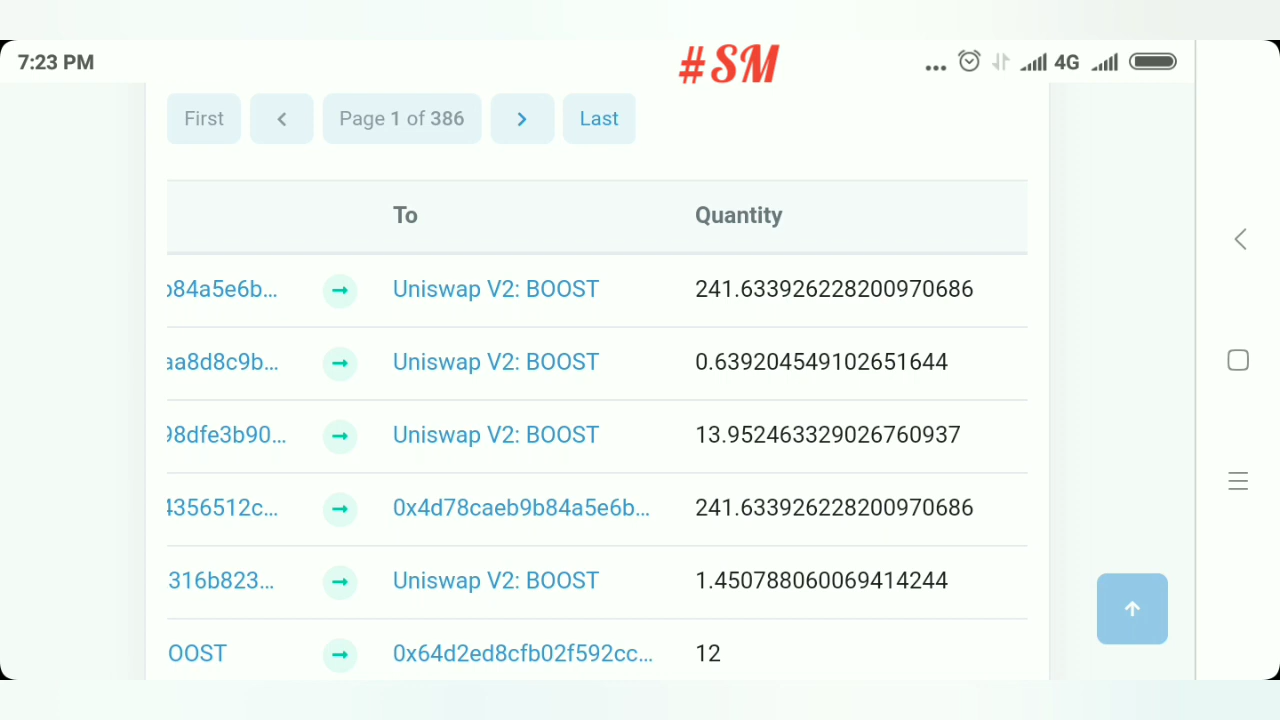 7:23 PM #SM ... 4G
First Page 1 of 386 Last
To Quantity
b84a5e6b... Uniswap V2: BOOST 241.633926228200970686
aa8d8c9b... Uniswap V2: BOOST 0.639204549102651644
98dfe3b90... Uniswap V2: BOOST 13.952463329026760937
4356512c... 0x4d78caeb9b84a5e6b... 241.633926228200970686
316b823... Uniswap V2: BOOST 1.450788060069414244
OOST 0x64d2ed8cfb02f592cc... 12